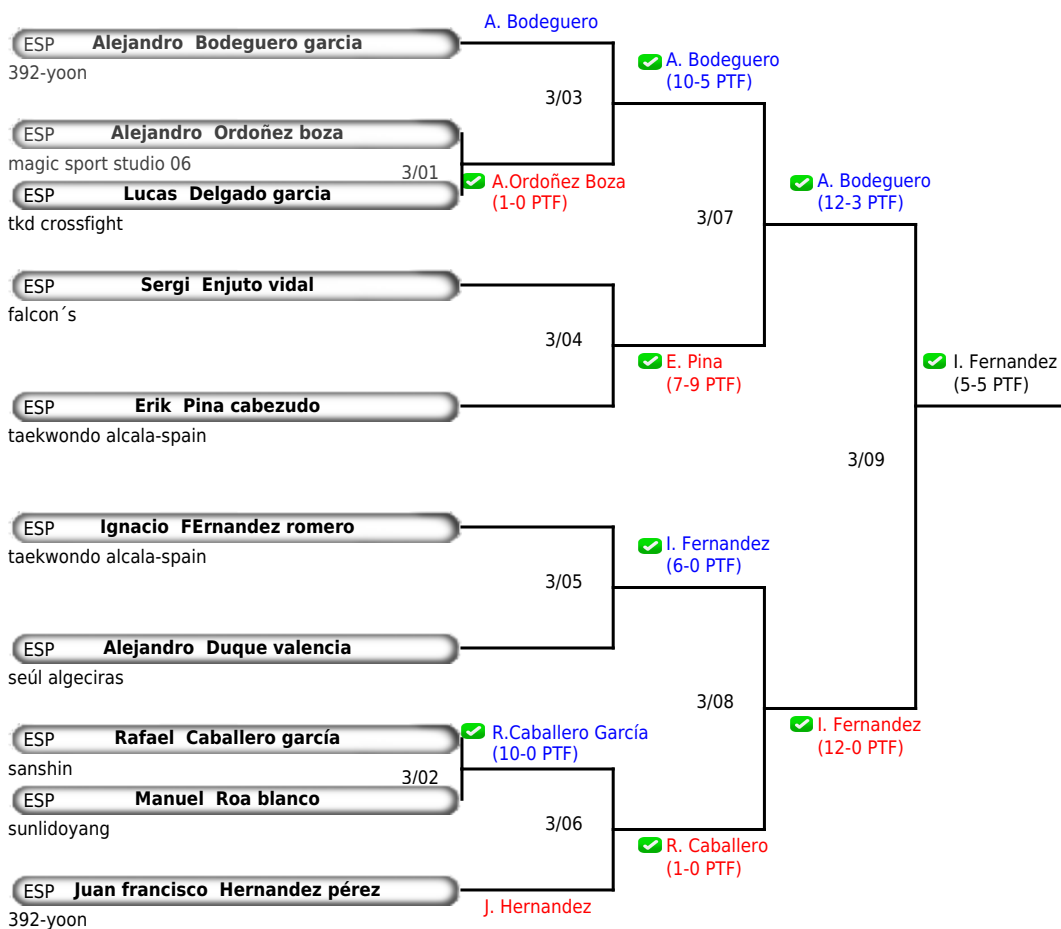 A. Bodeguero
ESP Alejandro Bodeguero garcia
392-yoon
A. Bodeguero
(10-5 PTF)
3/03
ESP Alejandro Ordoñez boza
magic sport studio 06
3/01
A.Ordoñez Boza
(1-0 PTF)
ESP Lucas Delgado garcia
tkd crossfight
A. Bodeguero
(12-3 PTF)
3/07
ESP Sergi Enjuto vidal
falcon´s
3/04
E. Pina
(7-9 PTF)
I. Fernandez
(5-5 PTF)
ESP Erik Pina cabezudo
taekwondo alcala-spain
3/09
ESP Ignacio FErnandez romero
taekwondo alcala-spain
I. Fernandez
(6-0 PTF)
3/05
ESP Alejandro Duque valencia
seúl algeciras
3/08
I. Fernandez
(12-0 PTF)
ESP Rafael Caballero garcía
sanshin
R.Caballero García
(10-0 PTF)
3/02
ESP Manuel Roa blanco
sunlidoyang
3/06
R. Caballero
(1-0 PTF)
ESP Juan francisco Hernandez pérez
392-yoon
J. Hernandez